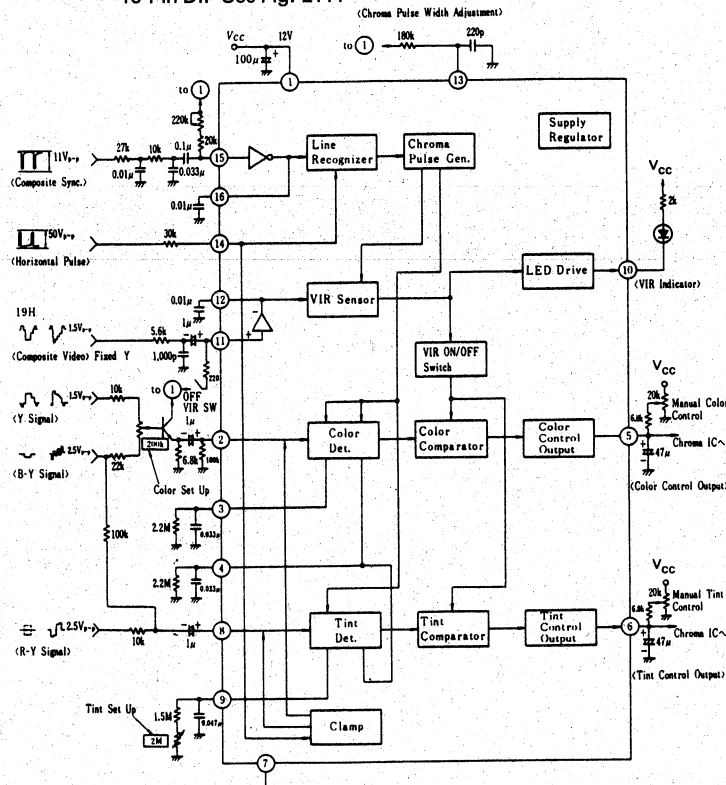 16-Pin DIP See Fig. 2111
(Chroma Pulse Width Adjustment)
VCC
12V
100μ
+
to 1
180k
220p
1
13
to 1
220k
20k
Supply
Regulator
11Vp-p
27k
10k
0.1μ
15
Line
Recognizer
Chroma
Pulse Gen.
VCC
(Composite Sync.)
0.01μ
0.033μ
16
0.01μ
2k
50Vp-p
30k
14
(Horizontal Pulse)
LED Drive
10
(VIR Indicator)
12
VIR Sensor
0.01μ
19H
1μ
1.5Vp-p
5.6k
- +
11
-
+
(Composite Video) Fixed Y
1,000p
220
VIR ON/OFF
Switch
VCC
to 1
OFF
VIR SW
10k
1.5Vp-p
(Y Signal)
1μ
- +
2
20k
Manual Color
Control
6.8k
Color
Det.
Color
Comparator
Color
Control
Output
5
Chroma IC~
+
-
47μ
2.5Vp-p
22k
200k
6.8k
100k
(B-Y Signal)
Color Set Up
(Color Control Output)
3
2.2M
0.033μ
100k
4
2.2M
0.033μ
VCC
20k
Manual Tint
Control
6.8k
2.5Vp-p
10k
- +
1μ
8
Tint
Det.
Tint
Comparator
Tint
Control
Output
6
Chroma IC~
+
-
47μ
(R-Y Signal)
(Tint Control Output)
9
Tint Set Up
1.5M
0.047μ
2M
Clamp
7